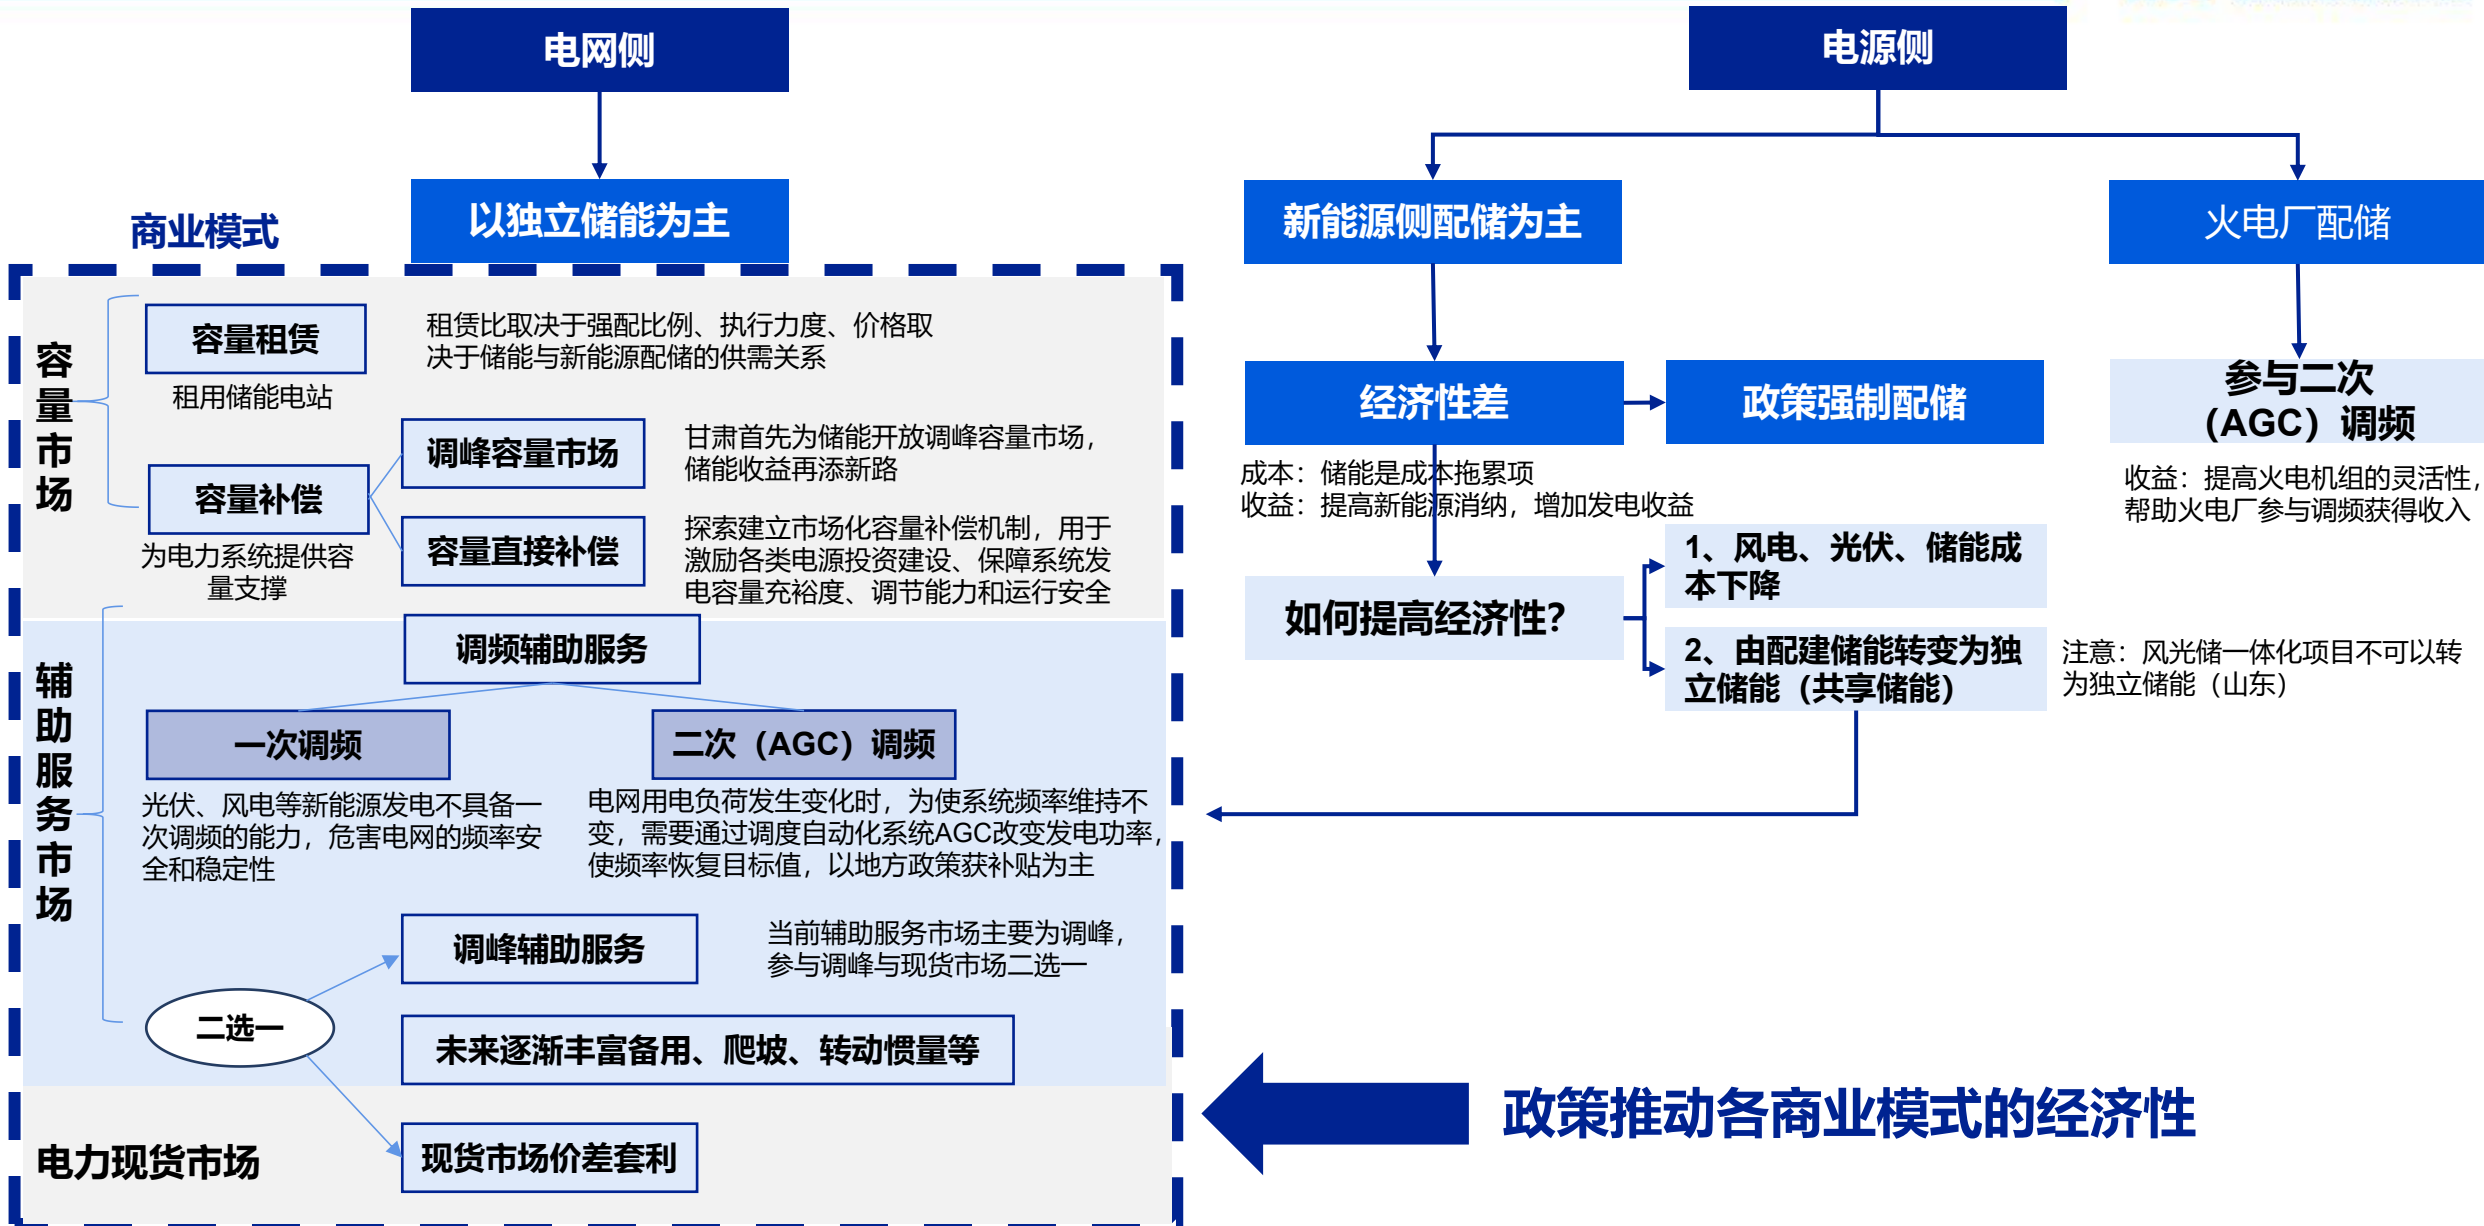 电网侧
以独立储能为主
商业模式
容量市场
容量租赁
租用储能电站
租赁比取决于强配比例、执行力度、价格取
决于储能与新能源配储的供需关系
容量补偿
为电力系统提供容
量支撑
调峰容量市场
甘肃首先为储能开放调峰容量市场，
储能收益再添新路
容量直接补偿
探索建立市场化容量补偿机制，用于
激励各类电源投资建设、保障系统发
电容量充裕度、调节能力和运行安全
辅助服务市场
调频辅助服务
一次调频
光伏、风电等新能源发电不具备一
次调频的能力，危害电网的频率安
全和稳定性
二次（AGC）调频
电网用电负荷发生变化时，为使系统频率维持不
变，需要通过调度自动化系统AGC改变发电功率，
使频率恢复目标值，以地方政策获补贴为主
调峰辅助服务
当前辅助服务市场主要为调峰，
参与调峰与现货市场二选一
二选一
未来逐渐丰富备用、爬坡、转动惯量等
电力现货市场
现货市场价差套利
电源侧
新能源侧配储为主
火电厂配储
经济性差
政策强制配储
成本：储能是成本拖累项
收益：提高新能源消纳，增加发电收益
参与二次
（AGC）调频
收益：提高火电机组的灵活性，
帮助火电厂参与调频获得收入
如何提高经济性？
1、风电、光伏、储能成
本下降
2、由配建储能转变为独
立储能（共享储能）
注意：风光储一体化项目不可以转
为独立储能（山东）
政策推动各商业模式的经济性